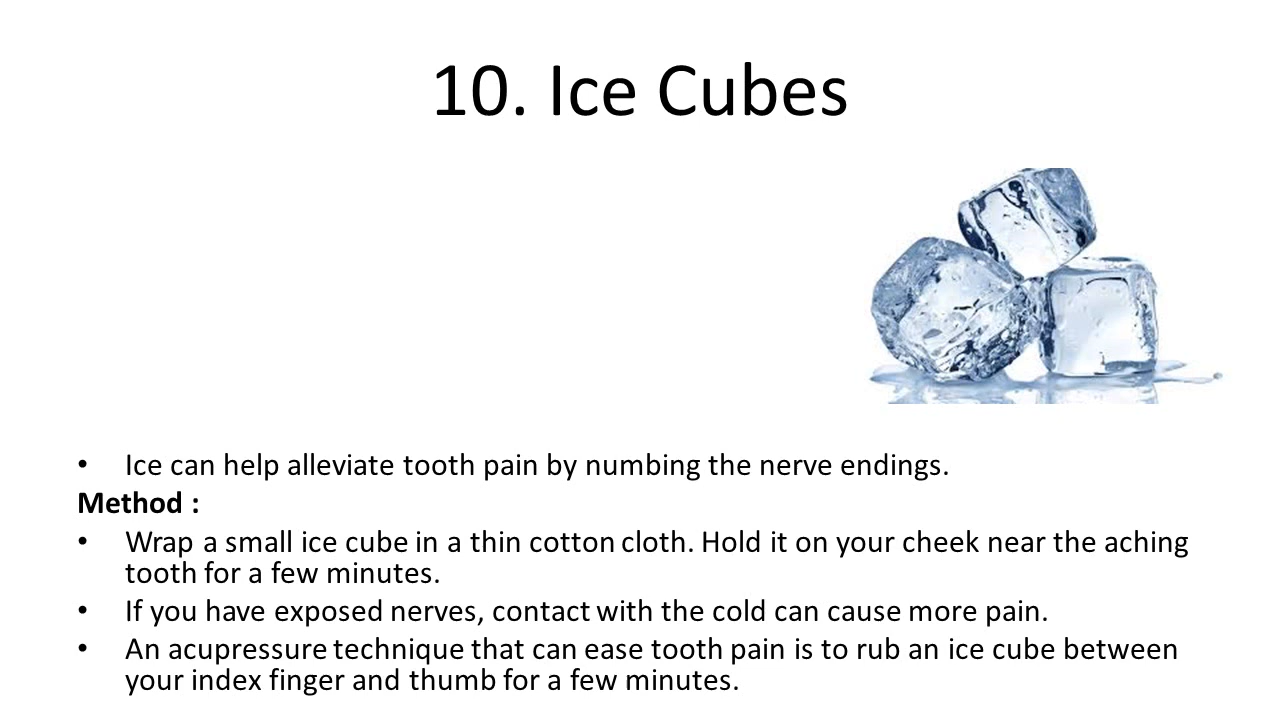 10. Ice Cubes
• Ice can help alleviate tooth pain by numbing the nerve endings.
Method :
• Wrap a small ice cube in a thin cotton cloth. Hold it on your cheek near the aching
tooth for a few minutes.
• If you have exposed nerves, contact with the cold can cause more pain.
• An acupressure technique that can ease tooth pain is to rub an ice cube between
your index finger and thumb for a few minutes.